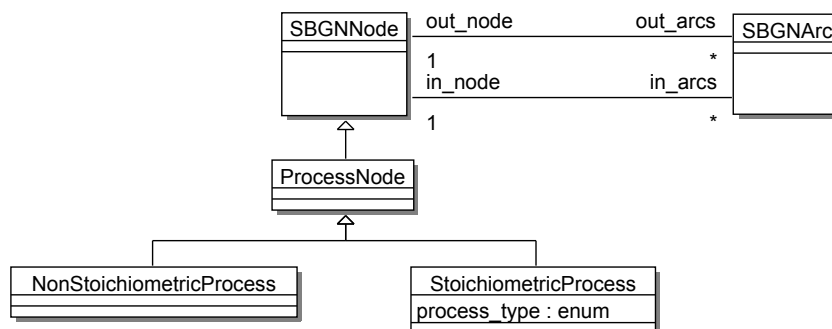 SBGNNode
out_node out_arcs
SBGNArc
1 *
in_node in_arcs
1 *
ProcessNode
NonStoichiometricProcess
StoichiometricProcess
process_type : enum